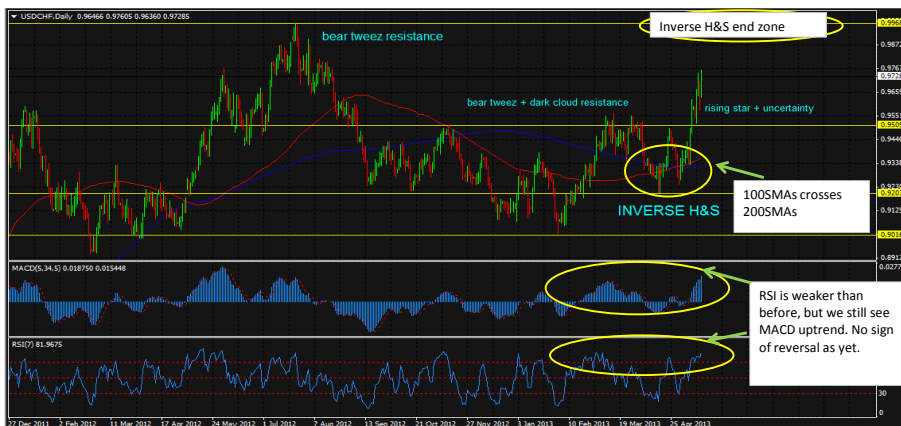 USDCHF,Daily 0.96466 0.97605 0.96360 0.97285
Inverse H&S end zone
0.9968
bear tweez resistance
0.9872
0.9767
0.9728
bear tweez + dark cloud resistance
0.9655
rising star + uncertainty
0.9551
0.9509
0.9444
0.9338
100SMAs crosses
200SMAs
0.9230
0.9203
INVERSE H&S
0.9125
0.9016
0.8912
MACD(5,34,5) 0.018750 0.015448
0.0277
RSI is weaker than
before, but we still see
MACD uptrend. No sign
of reversal as yet.
RSI(7) 81.9675
30
0
27 Dec 2011 2 Feb 2012 11 Mar 2012 17 Apr 2012 24 May 2012 1 Jul 2012 7 Aug 2012 13 Sep 2012 21 Oct 2012 27 Nov 2012 3 Jan 2013 10 Feb 2013 19 Mar 2013 25 Apr 2013